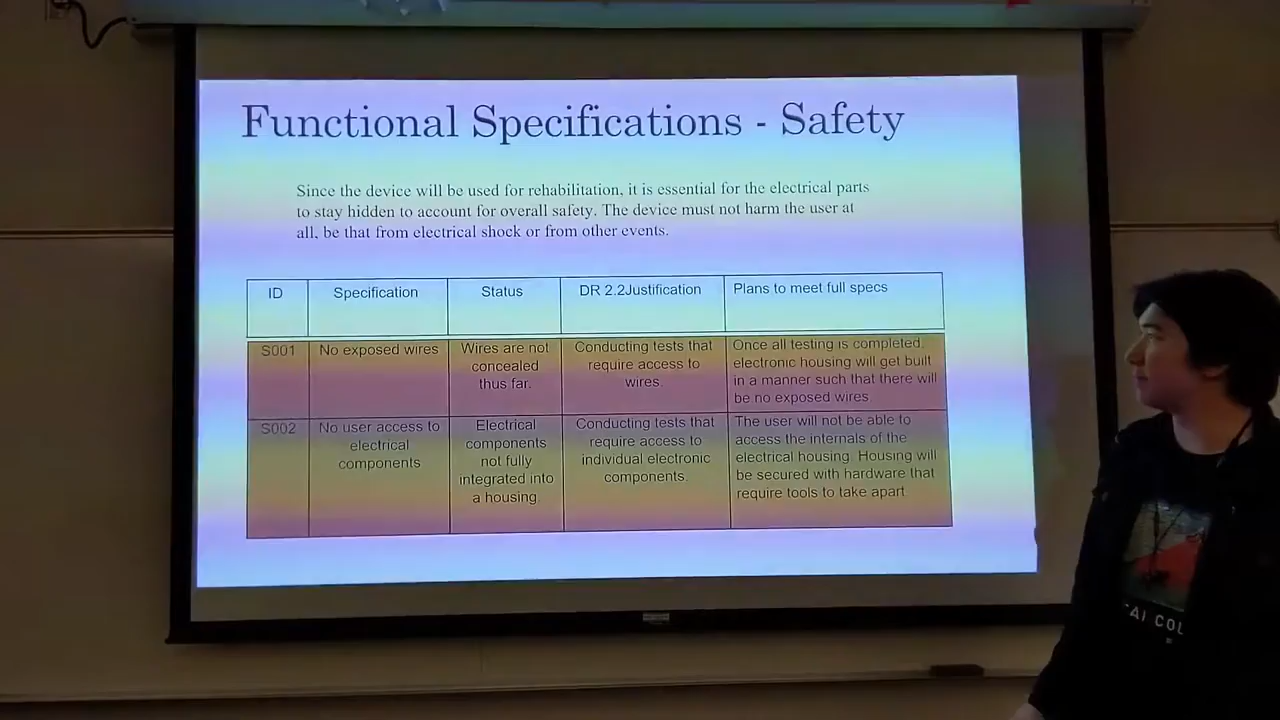 Functional Specifications - Safety
Since the device will be used for rehabilitation, it is essential for the electrical parts
to stay hidden to account for overall safety. The device must not harm the user at
all, be that from electrical shock or from other events.
ID
Specification
Status
DR 2.2Justification
Plans to meet full specs
S001
No exposed wires
Wires are not
concealed
thus far.
Conducting tests that
require access to
wires.
Once all testing is completed,
electronic housing will get built
in a manner such that there will
be no exposed wires
S002
No user access to
electrical
components
Electrical
components
not fully
integrated into
a housing
Conducting tests that
require access to
individual electronic
components.
The user will not be able to
access the internals of the
electrical housing. Housing will
be secured with hardware that
require tools to take apart.
TAI COL